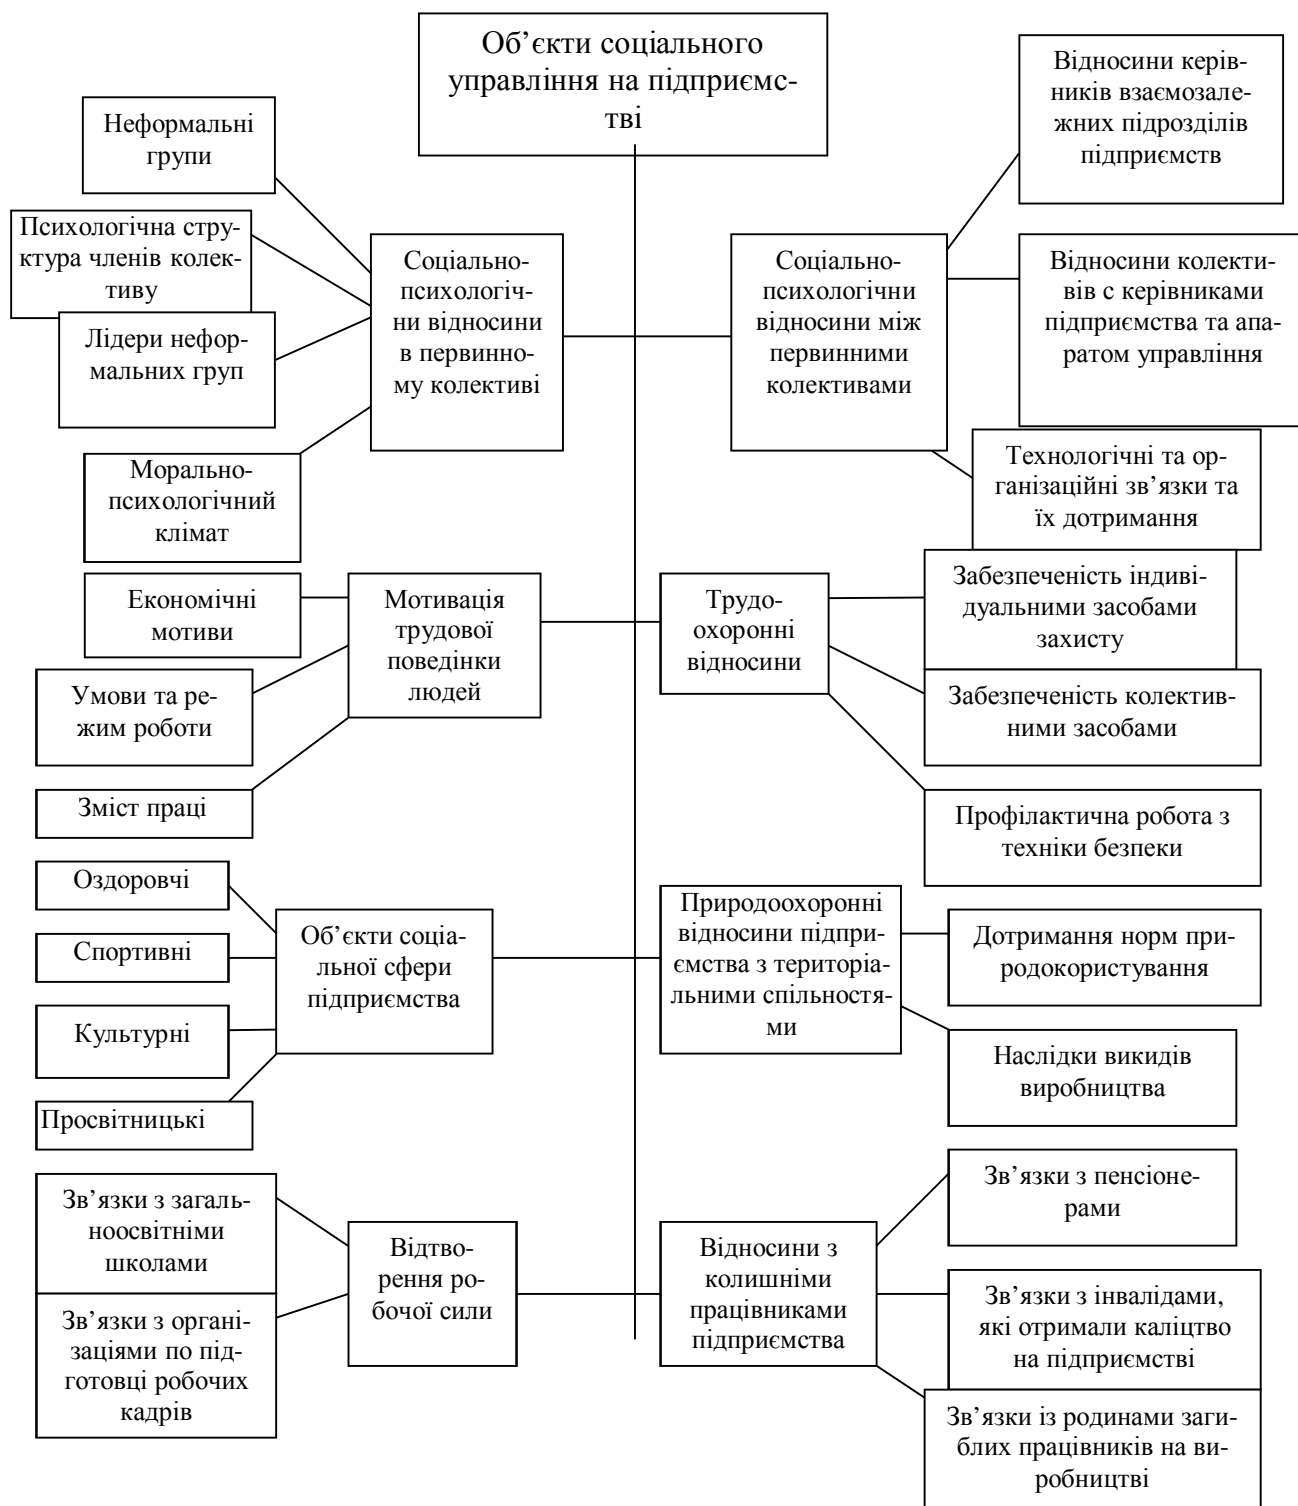 Об’єкти соціального
управління на підприємс-
тві
Неформальні
групи
Психологічна стру-
ктура членів колек-
тиву
Лідери нефор-
мальних груп
Морально-
психологічний
клімат
Соціально-
психологіч-
ни відносини
в первинно-
му колективі
Соціально-
психологічни
відносини між
первинними
колективами
Відносини керів-
ників взаємозале-
жних підрозділів
підприємств
Відносини колекти-
вів с керівниками
підприємства та апа-
ратом управління
Технологічні та ор-
ганізаційні зв’язки та
їх дотримання
Економічні
мотиви
Умови та ре-
жим роботи
Зміст праці
Мотивація
трудової
поведінки
людей
Трудо-
охоронні
відносини
Забезпеченість індиві-
дуальними засобами
захисту
Забезпеченість колектив-
ними засобами
Профілактична робота з
техніки безпеки
Оздоровчі
Спортивні
Культурні
Просвітницькі
Об’єкти соціа-
льної сфери
підприємства
Природоохоронні
відносини підпри-
ємства з територіа-
льними спільностя-
ми
Дотримання норм при-
родокористування
Наслідки викидів
виробництва
Зв’язки з загаль-
ноосвітніми
школами
Зв’язки з органі-
заціями по під-
готовці робочих
кадрів
Відтво-
рення ро-
бочої сили
Відносини з
колишніми
працівниками
підприємства
Зв’язки з пенсіоне-
рами
Зв’язки з інвалідами,
які отримали каліцтво
на підприємстві
Зв’язки із родинами заги-
блих працівників на ви-
робництві